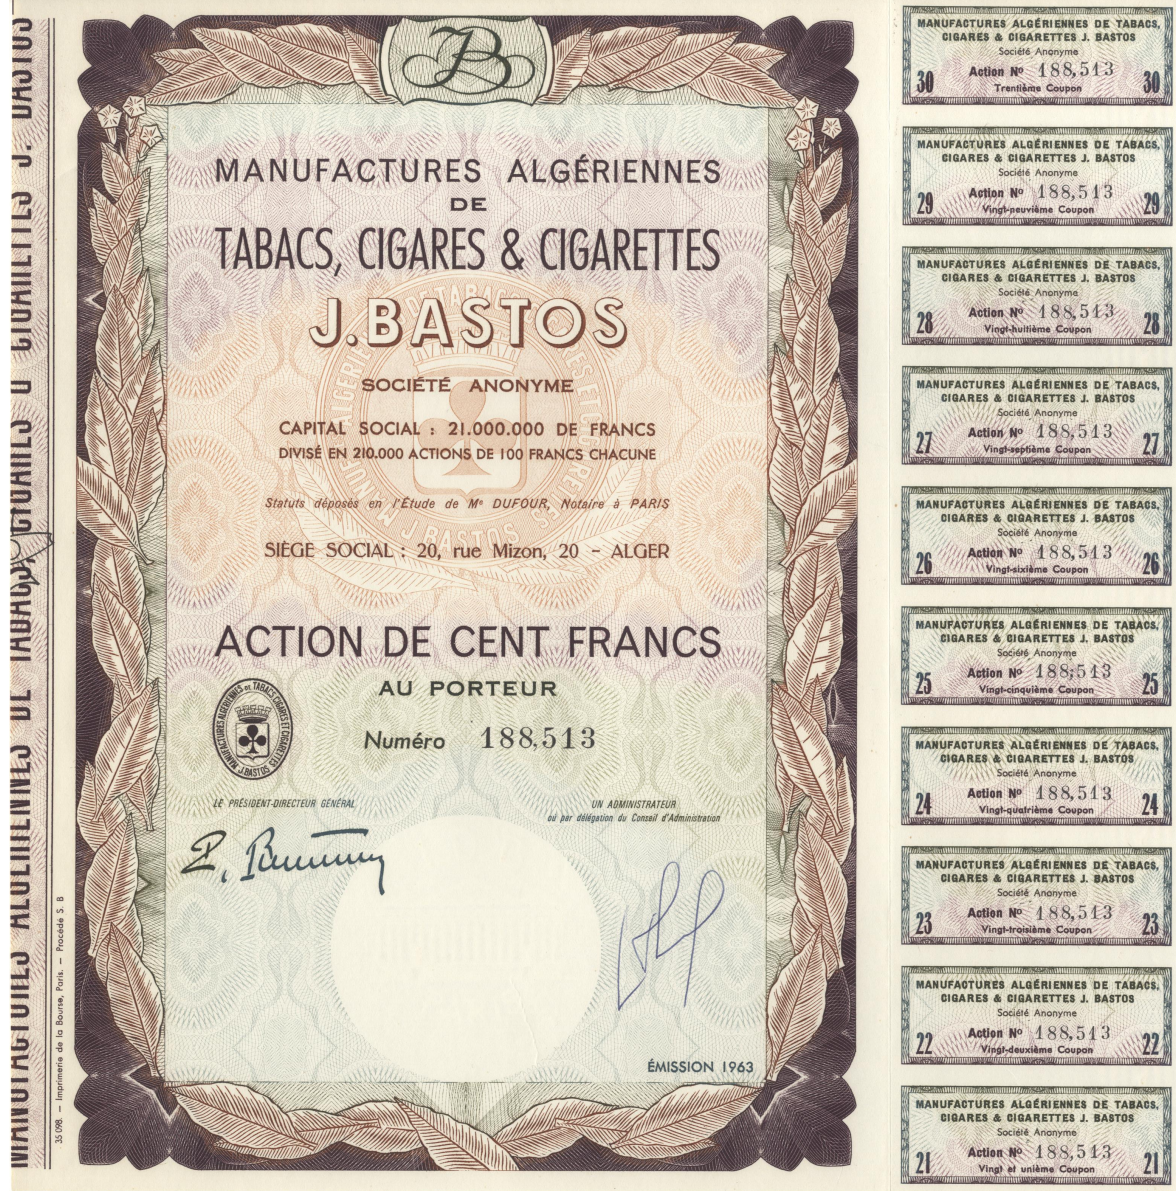 B
MANUFACTURES ALGÉRIENNES
DE
TABACS, CIGARES & CIGARETTES
J. BASTOS
SOCIÉTÉ ANONYME
CAPITAL SOCIAL : 21.000.000 DE FRANCS
DIVISÉ EN 210.000 ACTIONS DE 100 FRANCS CHACUNE
Statuts déposés en l'Étude de Me DUFOUR, Notaire à PARIS
SIÈGE SOCIAL : 20, rue Mizon, 20 - ALGER
ACTION DE CENT FRANCS
AU PORTEUR
MANUFACTURES ALGÉRIENNES DE TABACS CIGARES ET CIGARETTES
J. BASTOS
Numéro 188,513
LE PRÉSIDENT-DIRECTEUR GÉNÉRAL
UN ADMINISTRATEUR
ou par délégation du Conseil d'Administration
ÉMISSION 1963
MANUFACTURES ALGÉRIENNES DE TABACS, CIGARES & CIGARETTES J. BASTOS
35 098. — Imprimerie de la Bourse, Paris. — Procédé S. B
MANUFACTURES ALGÉRIENNES DE TABACS,
CIGARES & CIGARETTES J. BASTOS
Société Anonyme
Action No 188,513
30 Trentième Coupon 30
MANUFACTURES ALGÉRIENNES DE TABACS,
CIGARES & CIGARETTES J. BASTOS
Société Anonyme
Action No 188,513
29 Vingt-neuvième Coupon 29
MANUFACTURES ALGÉRIENNES DE TABACS,
CIGARES & CIGARETTES J. BASTOS
Société Anonyme
Action No 188,513
28 Vingt-huitième Coupon 28
MANUFACTURES ALGÉRIENNES DE TABACS,
CIGARES & CIGARETTES J. BASTOS
Société Anonyme
Action No 188,513
27 Vingt-septième Coupon 27
MANUFACTURES ALGÉRIENNES DE TABACS,
CIGARES & CIGARETTES J. BASTOS
Société Anonyme
Action No 188,513
26 Vingt-sixième Coupon 26
MANUFACTURES ALGÉRIENNES DE TABACS,
CIGARES & CIGARETTES J. BASTOS
Société Anonyme
Action No 188,513
25 Vingt-cinquième Coupon 25
MANUFACTURES ALGÉRIENNES DE TABACS,
CIGARES & CIGARETTES J. BASTOS
Société Anonyme
Action No 188,513
24 Vingt-quatrième Coupon 24
MANUFACTURES ALGÉRIENNES DE TABACS,
CIGARES & CIGARETTES J. BASTOS
Société Anonyme
Action No 188,513
23 Vingt-troisième Coupon 23
MANUFACTURES ALGÉRIENNES DE TABACS,
CIGARES & CIGARETTES J. BASTOS
Société Anonyme
Action No 188,513
22 Vingt-deuxième Coupon 22
MANUFACTURES ALGÉRIENNES DE TABACS,
CIGARES & CIGARETTES J. BASTOS
Société Anonyme
Action No 188,513
21 Vingt et unième Coupon 21